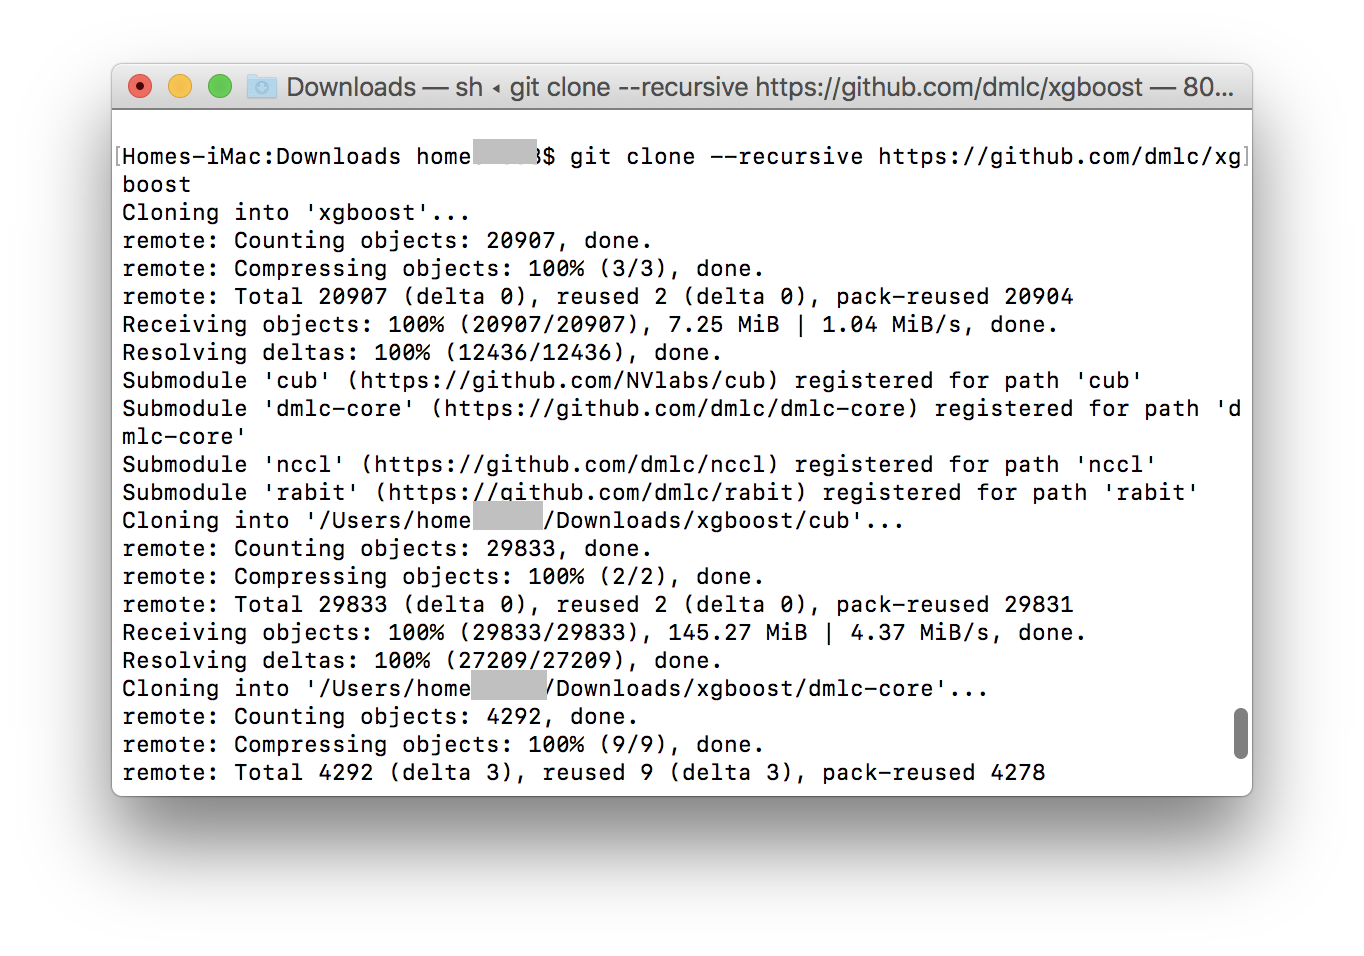 Downloads — sh ◂ git clone --recursive https://github.com/dmlc/xgboost — 80...
Homes-iMac:Downloads home $ git clone --recursive https://github.com/dmlc/xg
boost
Cloning into 'xgboost'...
remote: Counting objects: 20907, done.
remote: Compressing objects: 100% (3/3), done.
remote: Total 20907 (delta 0), reused 2 (delta 0), pack-reused 20904
Receiving objects: 100% (20907/20907), 7.25 MiB | 1.04 MiB/s, done.
Resolving deltas: 100% (12436/12436), done.
Submodule 'cub' (https://github.com/NVlabs/cub) registered for path 'cub'
Submodule 'dmlc-core' (https://github.com/dmlc/dmlc-core) registered for path 'd
mlc-core'
Submodule 'nccl' (https://github.com/dmlc/nccl) registered for path 'nccl'
Submodule 'rabit' (https://github.com/dmlc/rabit) registered for path 'rabit'
Cloning into '/Users/home /Downloads/xgboost/cub'...
remote: Counting objects: 29833, done.
remote: Compressing objects: 100% (2/2), done.
remote: Total 29833 (delta 0), reused 2 (delta 0), pack-reused 29831
Receiving objects: 100% (29833/29833), 145.27 MiB | 4.37 MiB/s, done.
Resolving deltas: 100% (27209/27209), done.
Cloning into '/Users/home /Downloads/xgboost/dmlc-core'...
remote: Counting objects: 4292, done.
remote: Compressing objects: 100% (9/9), done.
remote: Total 4292 (delta 3), reused 9 (delta 3), pack-reused 4278